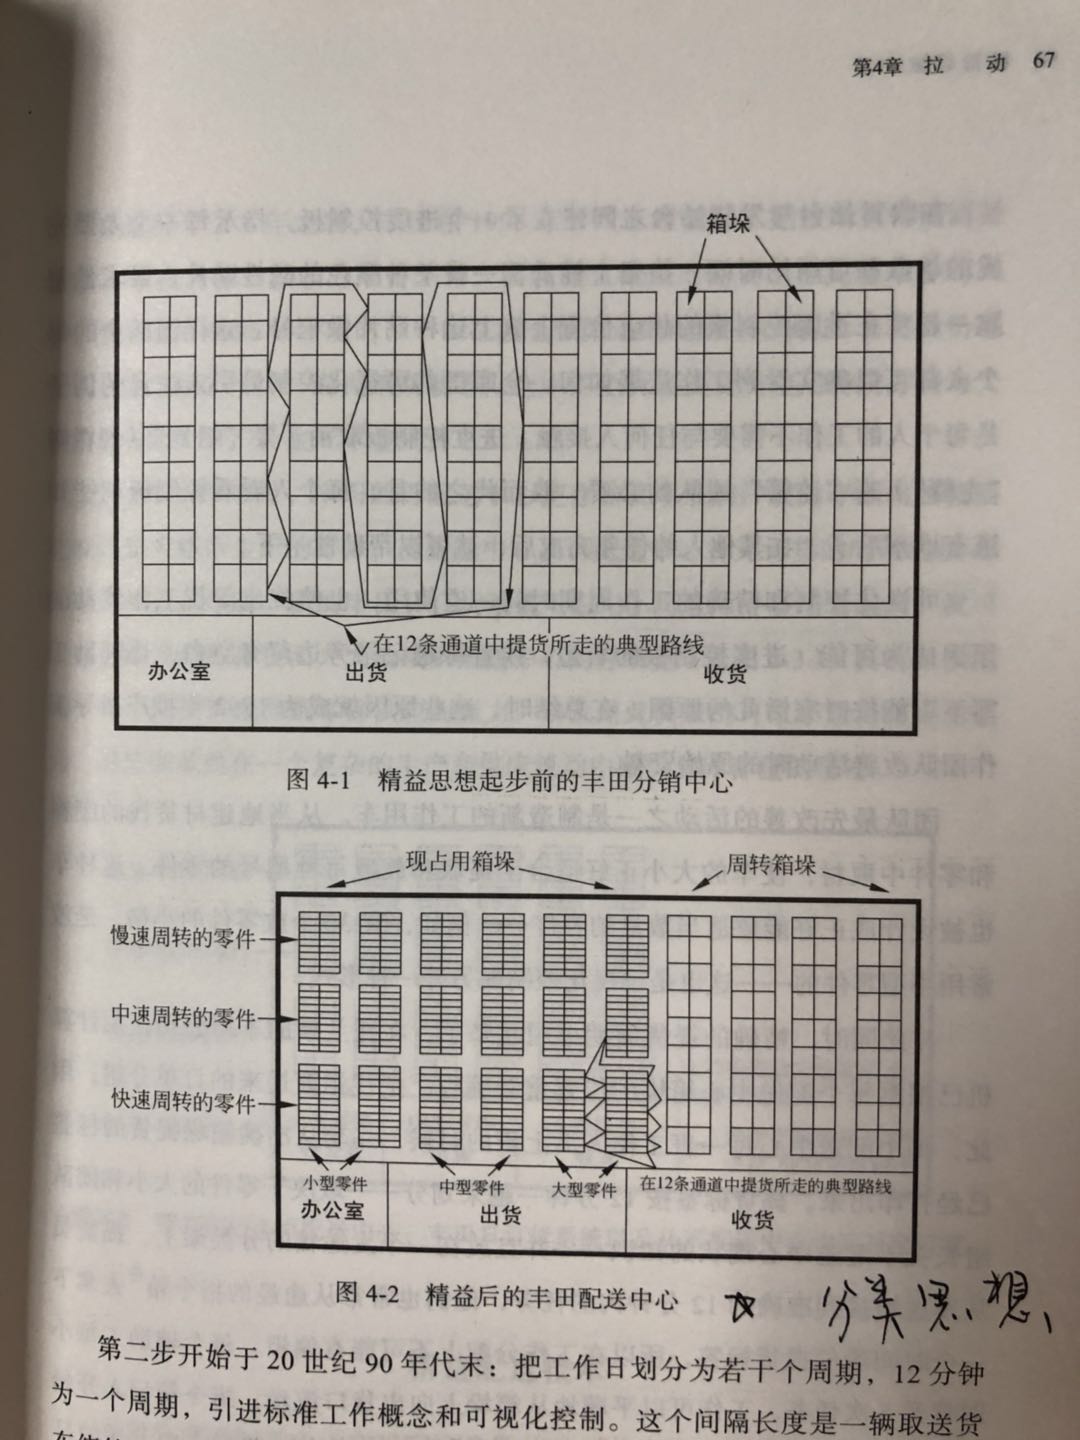 第4章 拉 动 67
箱垛
在12条通道中提货所走的典型路线
办公室 出货 收货
图 4-1 精益思想起步前的丰田分销中心
现占用箱垛 周转箱垛
慢速周转的零件
中速周转的零件
快速周转的零件
小型零件 中型零件 大型零件 在12条通道中提货所走的典型路线
办公室 出货 收货
图 4-2 精益后的丰田配送中心 分类思想、
第二步开始于 20 世纪 90 年代末：把工作日划分为若干个周期，12 分钟
为一个周期，引进标准工作概念和可视化控制。这个间隔长度是一辆取送货